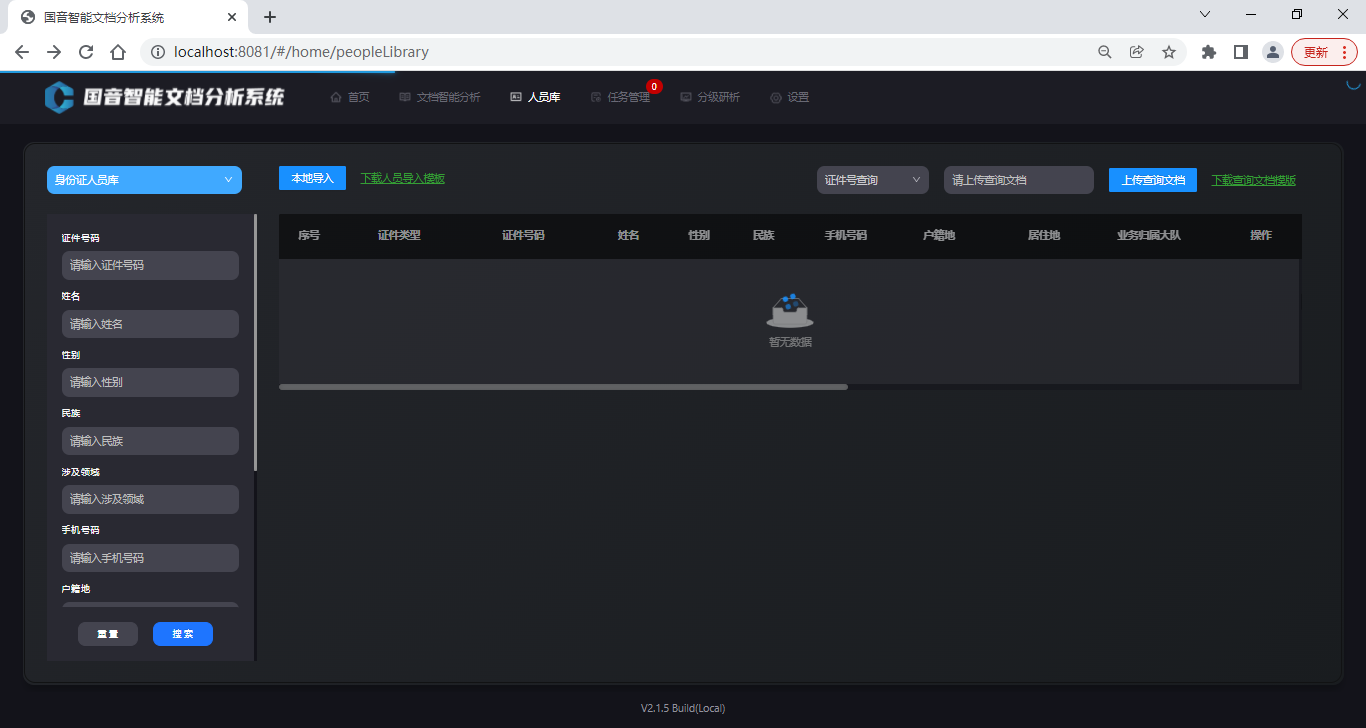 国音智能文档分析系统
localhost:8081/#/home/peopleLibrary
更新
国音智能文档分析系统
首页
文档智能分析
人员库
任务管理
0
分级研析
设置
身份证人员库
本地导入
下载人员导入模板
证件号查询
请上传查询文档
上传查询文档
下载查询文档模版
证件号码
请输入证件号码
姓名
请输入姓名
性别
请输入性别
民族
请输入民族
涉及领域
请输入涉及领域
手机号码
请输入手机号码
户籍地
重置
搜索
序号
证件类型
证件号码
姓名
性别
民族
手机号码
户籍地
居住地
业务归属大队
操作
暂无数据
V2.1.5 Build(Local)